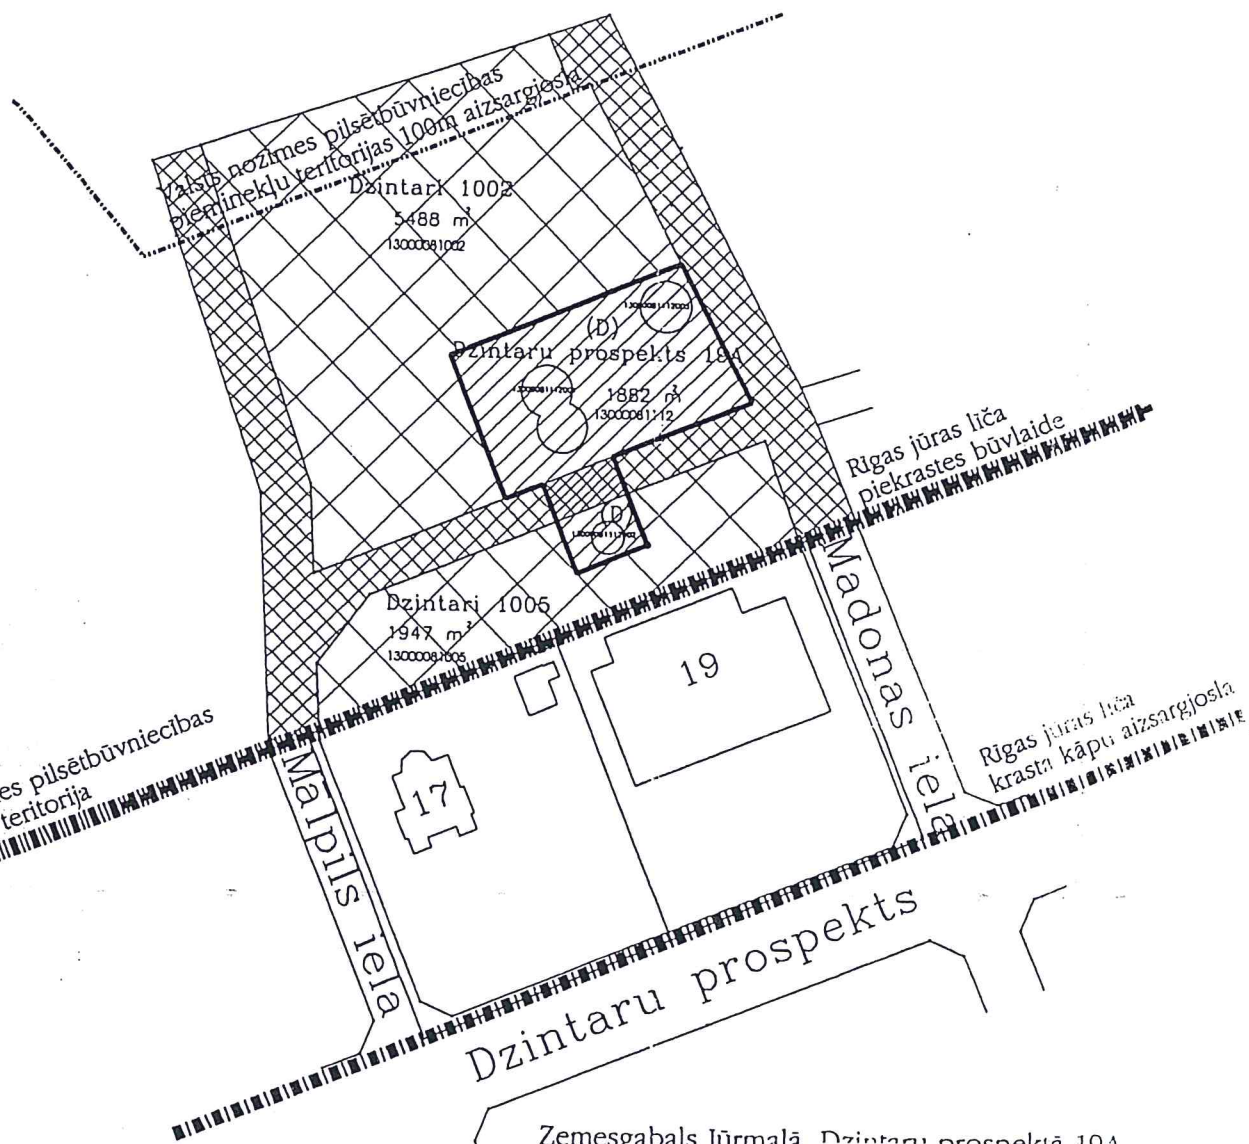 Valsts nozīmes pilsētbūvniecības
pieminekļu teritorijas 100m aizsargjosla
Dzintari 1002
5488 m²
13000081002
(D)
Dzintaru prospekts 19A
1882 m²
13000081112
(D)
Rīgas jūras līča
piekrastes būvlaide
Dzintari 1005
1947 m²
13000081005
19
17
Madonas iela
Rīgas jūras līča
krasta kāpu aizsargjosla
es pilsētbūvniecības
teritorija
Malpils iela
Dzintaru prospekts
Zemesgabals Jūrmalā, Dzintaru prospektā 19A